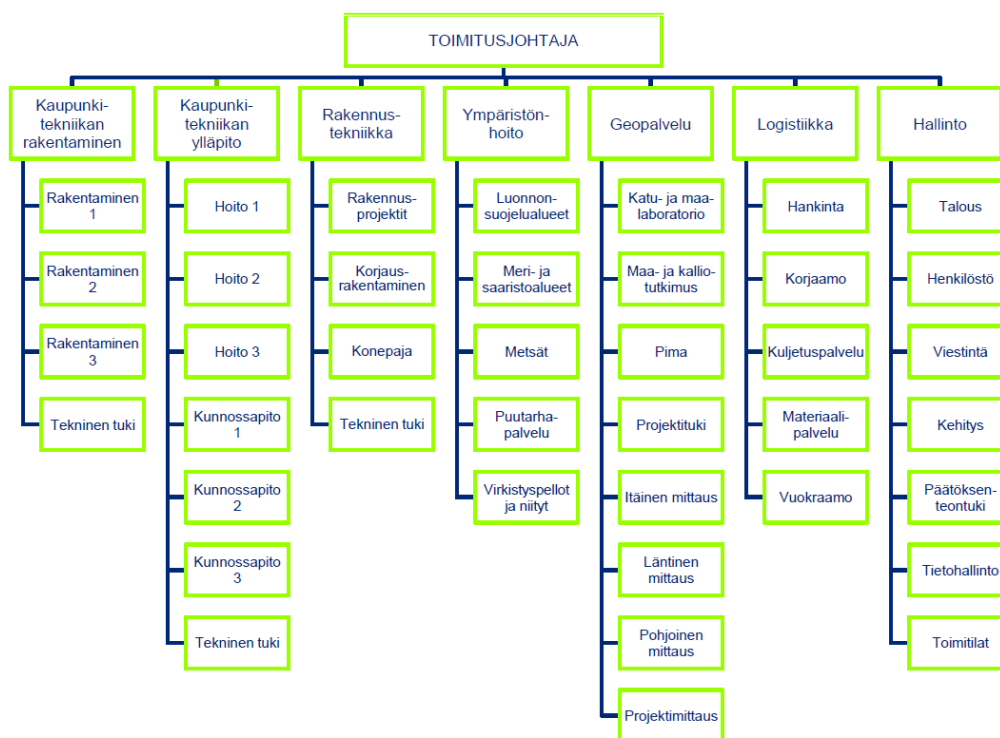 TOIMITUSJOHTAJA
Kaupunki-
tekniikan
rakentaminen
Rakentaminen
1
Rakentaminen
2
Rakentaminen
3
Tekninen tuki
Kaupunki-
tekniikan
ylläpito
Hoito 1
Hoito 2
Hoito 3
Kunnossapito
1
Kunnossapito
2
Kunnossapito
3
Tekninen tuki
Rakennus-
tekniikka
Rakennus-
projektit
Korjaus-
rakentaminen
Konepaja
Tekninen tuki
Ympäristön-
hoito
Luonnon-
suojelualueet
Meri- ja
saaristoalueet
Metsät
Puutarha-
palvelu
Virkistyspellot
ja niityt
Geopalvelu
Katu- ja maa-
laboratorio
Maa- ja kallio-
tutkimus
Pima
Projektituki
Itäinen mittaus
Läntinen
mittaus
Pohjoinen
mittaus
Projektimittaus
Logistiikka
Hankinta
Korjaamo
Kuljetuspalvelu
Materiaali-
palvelu
Vuokraamo
Hallinto
Talous
Henkilöstö
Viestintä
Kehitys
Päätöksen-
teontuki
Tietohallinto
Toimitilat